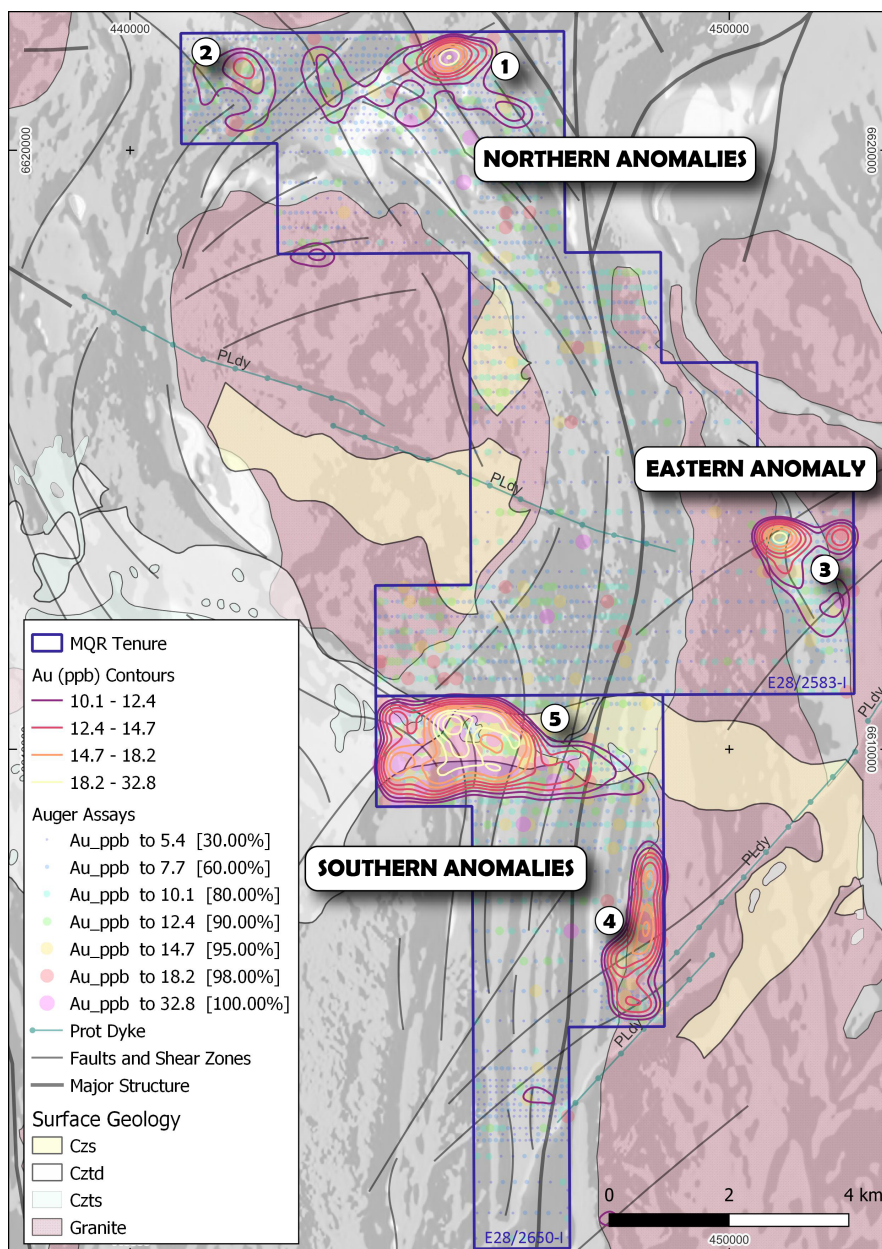 440000
450000
2
1
6620000
6620000
NORTHERN ANOMALIES
PLdy
EASTERN ANOMALY
PLdy
3
MQR Tenure
Au (ppb) Contours
10.1 - 12.4
12.4 - 14.7
14.7 - 18.2
18.2 - 32.8
Auger Assays
Au_ppb to 5.4 [30.00%]
Au_ppb to 7.7 [60.00%]
Au_ppb to 10.1 [80.00%]
Au_ppb to 12.4 [90.00%]
Au_ppb to 14.7 [95.00%]
Au_ppb to 18.2 [98.00%]
Au_ppb to 32.8 [100.00%]
Prot Dyke
Faults and Shear Zones
Major Structure
Surface Geology
Czs
Cztd
Czts
Granite
E28/2583-I
PLdy
5
6610000
SOUTHERN ANOMALIES
PLdy
4
PLdy
0 2 4 km
E28/2650-I
450000